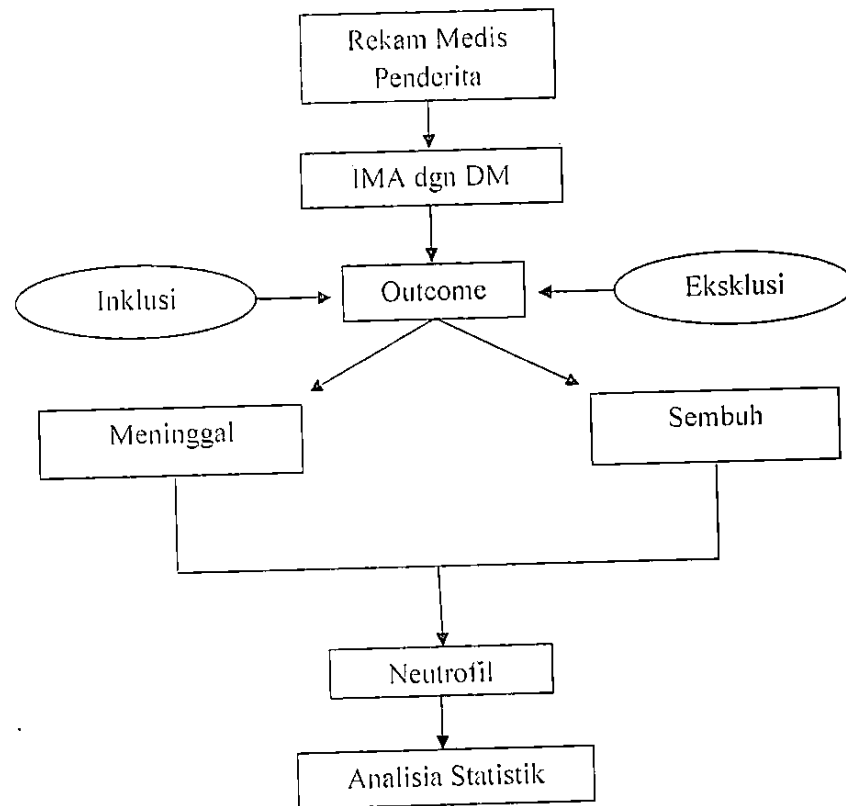 Rekam Medis
Penderita
IMA dgn DM
Inklusi
Outcome
Eksklusi
Meninggal
Sembuh
Neutrofil
Analisia Statistik